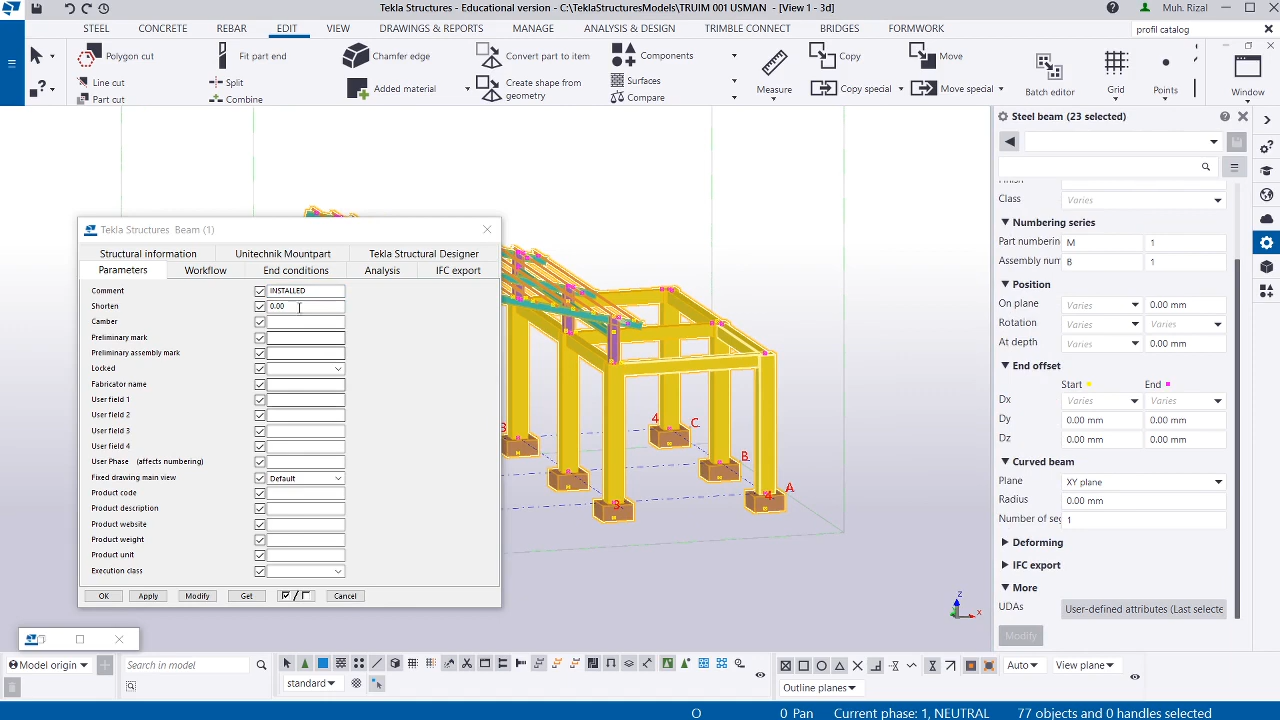 Tekla Structures - Educational version - C:\TeklaStructuresModels\TRUIN 001 USMAN - [View 1 - 3d]
Muh. Rizal
STEEL CONCRETE REBAR EDIT VIEW DRAWINGS & REPORTS MANAGE ANALYSIS & DESIGN TRIMBLE CONNECT BRIDGES FORMWORK profil catalog
Polygon cut
Line cut
Part cut
Fit part end
Split
Combine
Chamfer edge
Added material
Convert part to item
Create shape from geometry
Components
Surfaces
Compare
Measure
Copy
Copy special
Move
Move special
Batch editor
Grid
Points
Window
Steel beam (23 selected)
Class Varies
Numbering series
Part numbering M 1
Assembly num B 1
Position
On plane Varies 0.00 mm
Rotation Varies Varies
At depth Varies 0.00 mm
End offset
Start End
Dx Varies Varies
Dy 0.00 mm 0.00 mm
Dz 0.00 mm 0.00 mm
Curved beam
Plane XY plane
Radius 0.00 mm
Number of seg 1
Deforming
IFC export
More
UDAs User-defined attributes (Last selecte
Modify
Tekla Structures Beam (1)
Structural information Unitechnik Mountpart Tekla Structural Designer
Parameters Workflow End conditions Analysis IFC export
Comment INSTALLED
Shorten 0.00
Camber
Preliminary mark
Preliminary assembly mark
Locked
Fabricator name
User field 1
User field 2
User field 3
User field 4
User Phase (affects numbering)
Fixed drawing main view Default
Product code
Product description
Product website
Product weight
Product unit
Execution class
OK Apply Modify Get / Cancel
4 C
3 B
3 4 A
z
x
Model origin
Search in model
standard
Auto
View plane
Outline planes
O 0 Pan Current phase: 1, NEUTRAL 77 objects and 0 handles selected